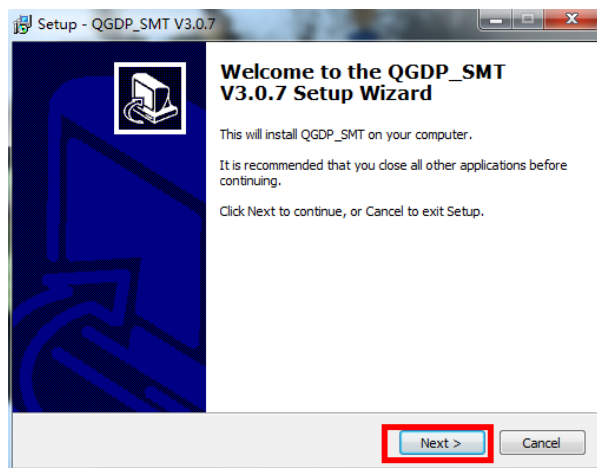 Setup - QGDP_SMT V3.0.7
Welcome to the QGDP_SMT
V3.0.7 Setup Wizard
This will install QGDP_SMT on your computer.
It is recommended that you close all other applications before
continuing.
Click Next to continue, or Cancel to exit Setup.
Next >
Cancel